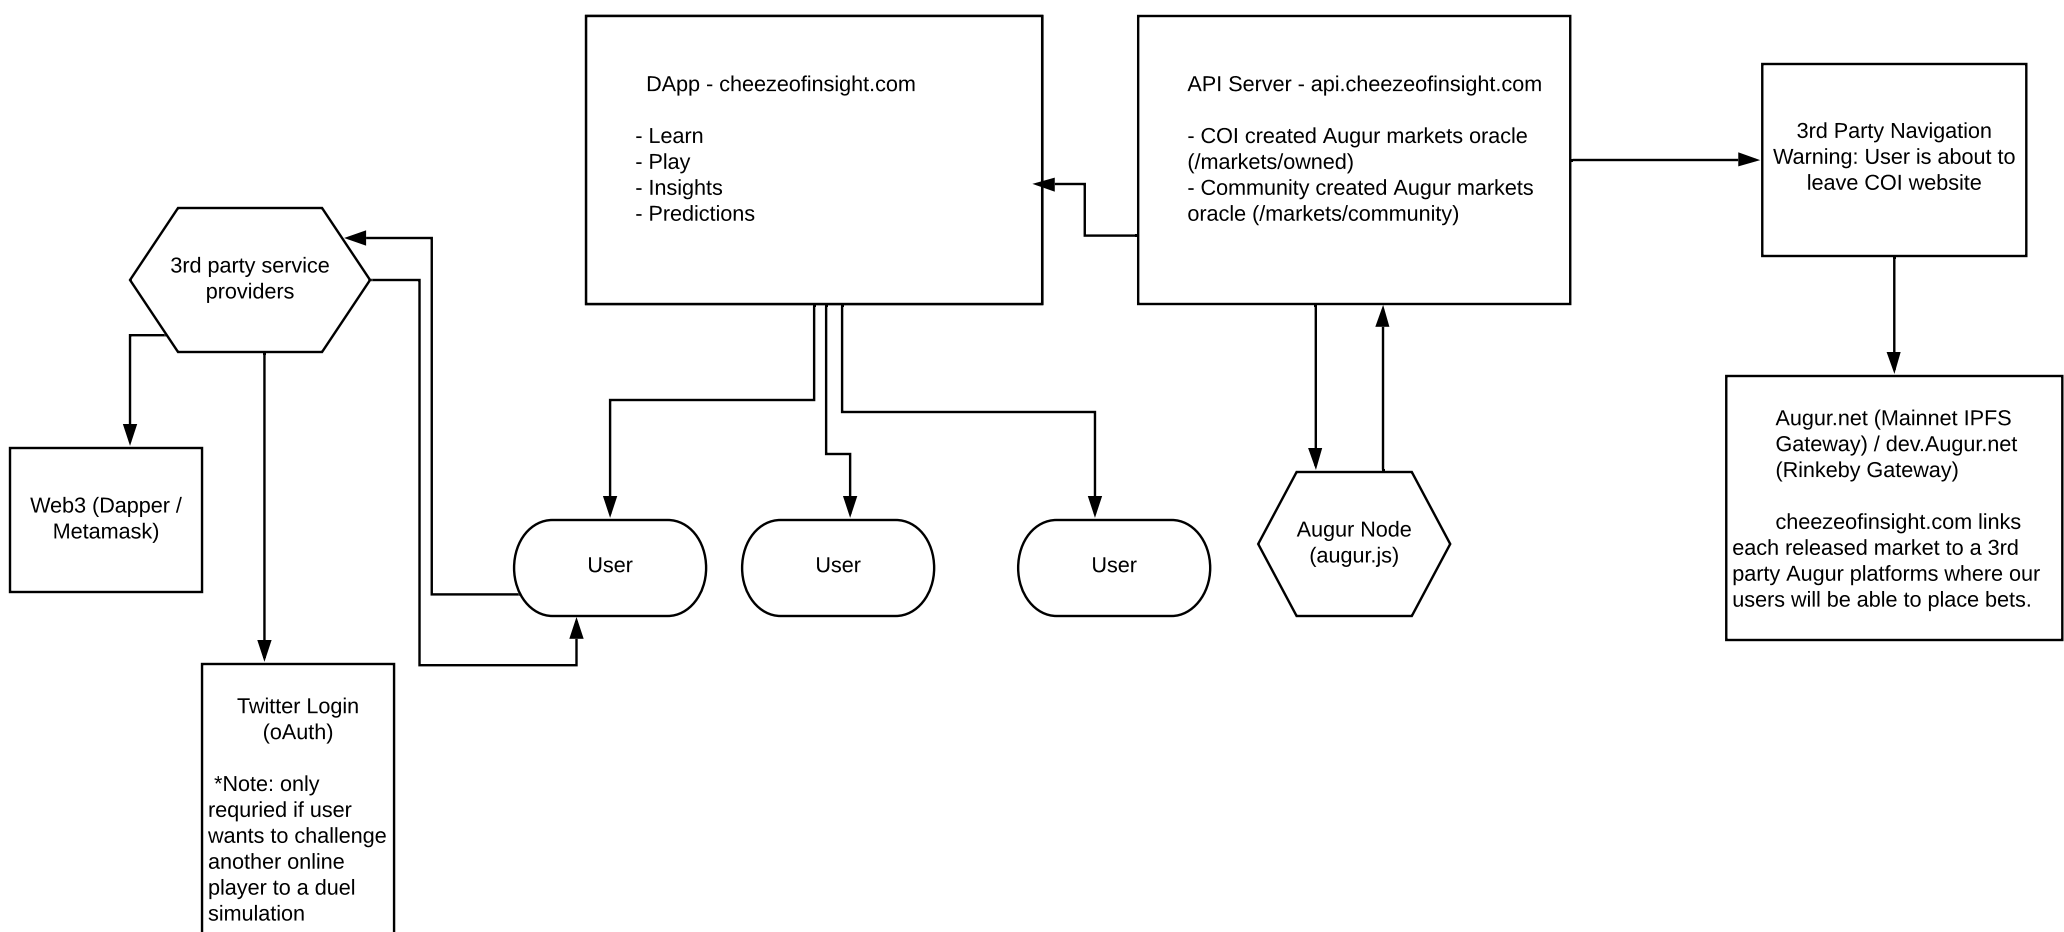 DApp - cheezeofinsight.com
- Learn
- Play
- Insights
- Predictions
API Server - api.cheezeofinsight.com
- COI created Augur markets oracle
(/markets/owned)
- Community created Augur markets
oracle (/markets/community)
3rd Party Navigation
Warning: User is about to
leave COI website
3rd party service
providers
Web3 (Dapper /
Metamask)
User
User
User
Augur Node
(augur.js)
Augur.net (Mainnet IPFS
Gateway) / dev.Augur.net
(Rinkeby Gateway)
cheezeofinsight.com links
each released market to a 3rd
party Augur platforms where our
users will be able to place bets.
Twitter Login
(oAuth)
*Note: only
requried if user
wants to challenge
another online
player to a duel
simulation